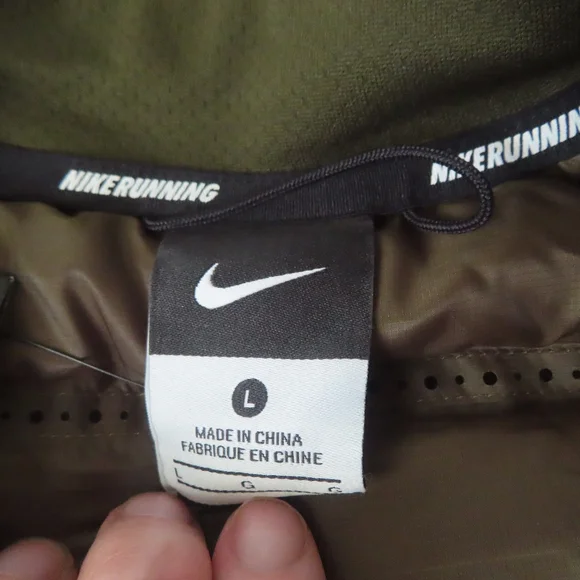 NIKERUNNING
NIKERUNNIN
L
MADE IN CHINA
FABRIQUE EN CHINE
L G G